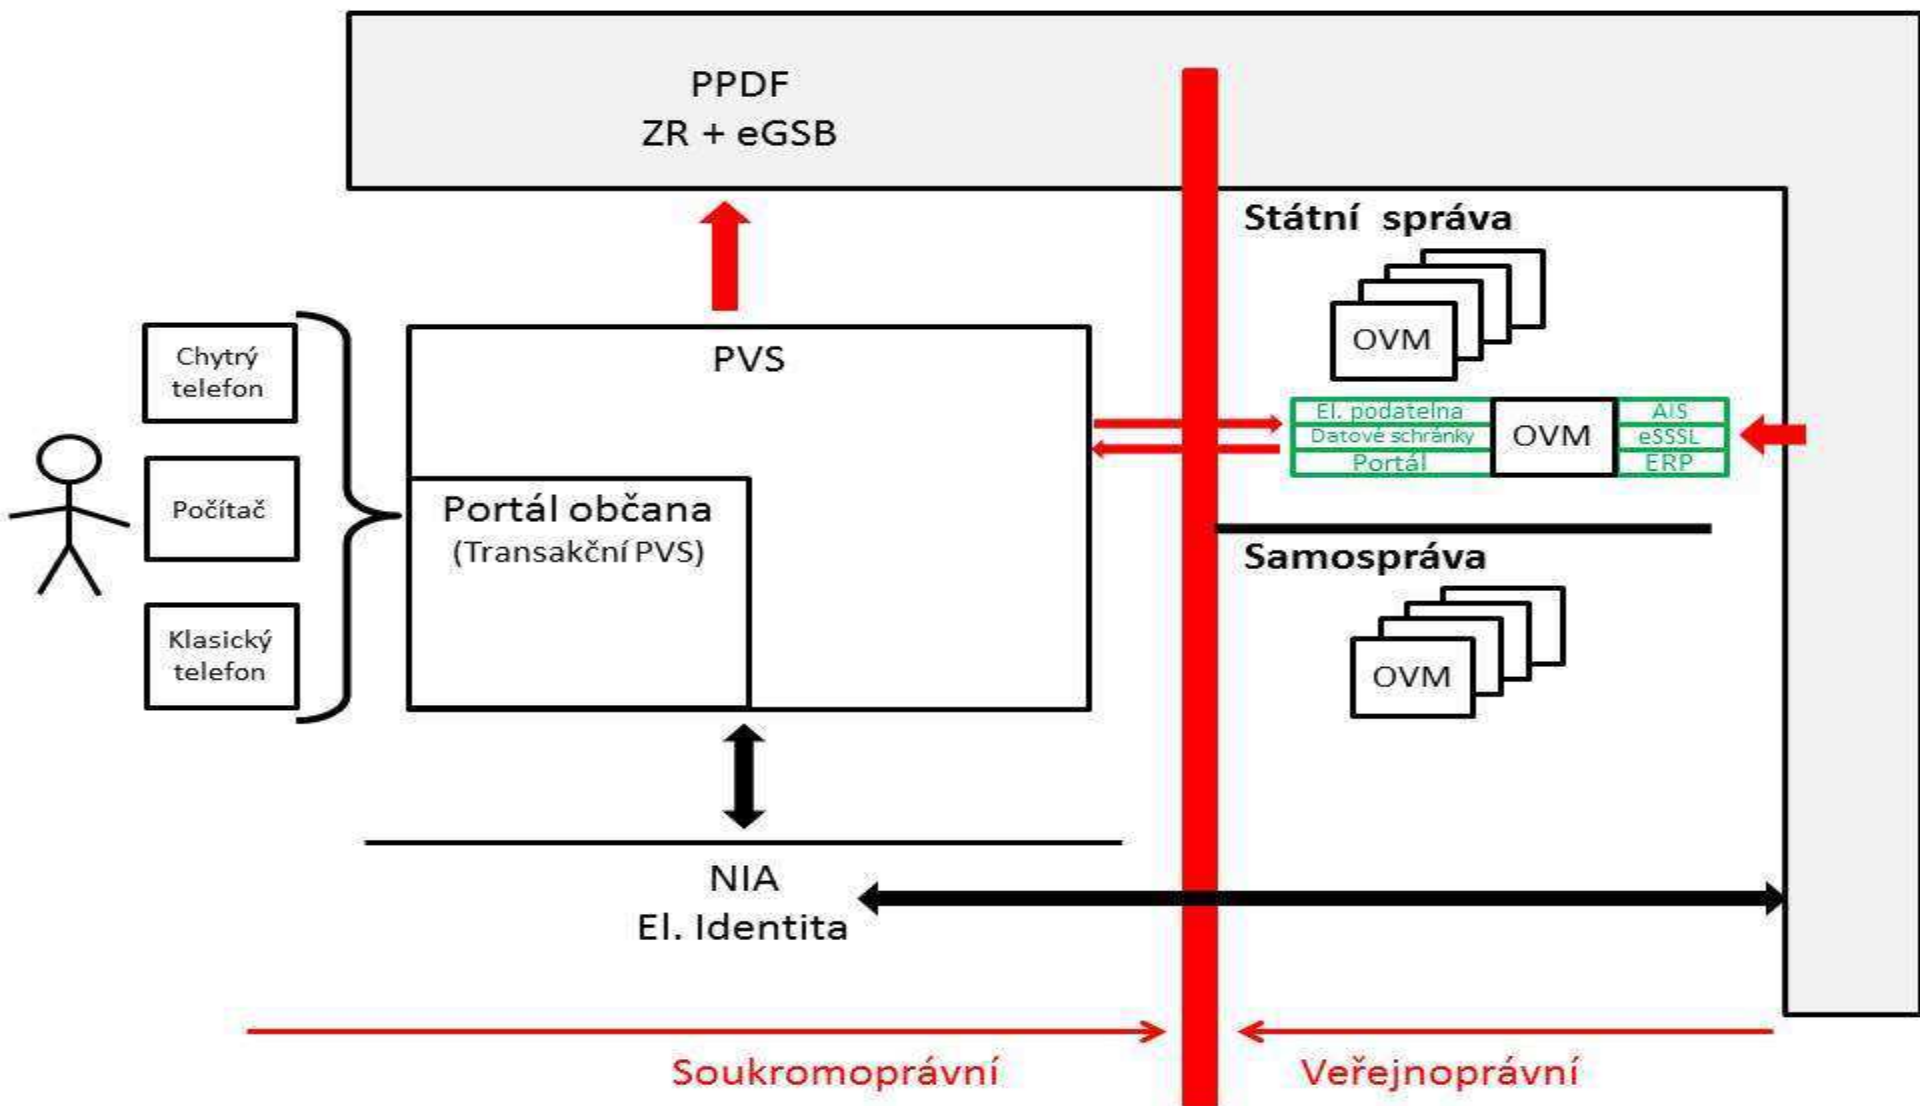 PPDF
ZR + eGSB
Státní správa
OVM
Chytrý
telefon
PVS
El. podatelna
Datové schránky
Portál
OVM
AIS
eSSSL
ERP
Počítač
Portál občana
(Transakční PVS)
Samospráva
OVM
Klasický
telefon
NIA
El. Identita
Soukromoprávní
Veřejnoprávní